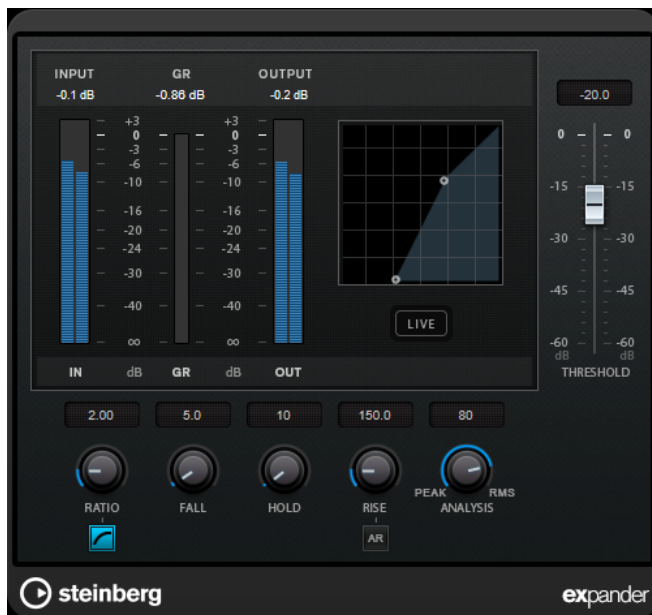 INPUT GR OUTPUT
-0.1 dB -0.86 dB -0.2 dB
-20.0
+3 +3
0 0
-3 -3
-6 -6
-10 -10
-16 -16
-20 -20
-24 -24
-30 -30
-40 -40
∞ ∞
0 0
-15 -15
-30 -30
-45 -45
-60 -60
dB dB
THRESHOLD
LIVE
IN dB GR dB OUT
2.00 5.0 10 150.0 80
PEAK RMS
RATIO FALL HOLD RISE ANALYSIS
AR
steinberg expander